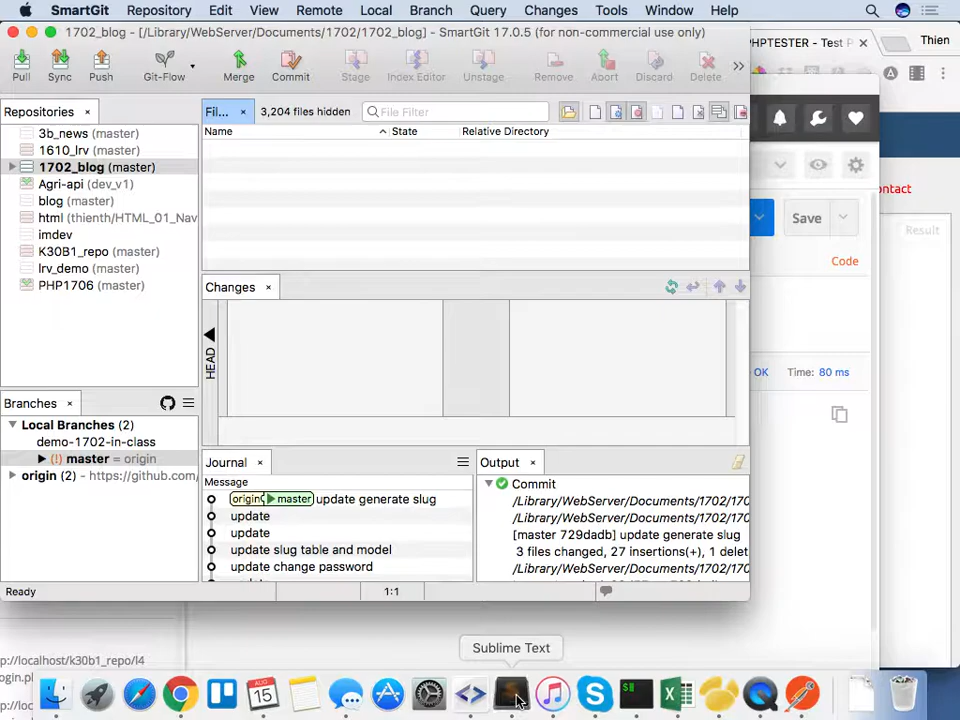 SmartGit Repository Edit View Remote Local Branch Query Changes Tools Window Help
1702_blog - [/Library/WebServer/Documents/1702/1702_blog] - SmartGit 17.0.5 (for non-commercial use only)
HPTESTER - Test P
Thien
Pull Sync Push Git-Flow Merge Commit Stage Index Editor Unstage Remove Abort Discard Delete
Repositories
Fil... 3,204 files hidden File Filter
Name State Relative Directory
3b_news (master)
1610_lrv (master)
1702_blog (master)
Agri-api (dev_v1)
blog (master)
html (thienth/HTML_01_Nav
imdev
K30B1_repo (master)
lrv_demo (master)
PHP1706 (master)
ontact
Save
Result
Code
Changes
HEAD
OK Time: 80 ms
Branches
Local Branches (2)
demo-1702-in-class
(!) master = origin
origin (2) - https://github.com/
Journal
Message
origin master update generate slug
update
update
update slug table and model
update change password
Output
Commit
/Library/WebServer/Documents/1702/170
/Library/WebServer/Documents/1702/170
[master 729dadb] update generate slug
3 files changed, 27 insertions(+), 1 delet
/Library/WebServer/Documents/1702/170
Ready
1:1
Sublime Text
p://localhost/k30b1_repo/l4
ogin.pl
AUG
15